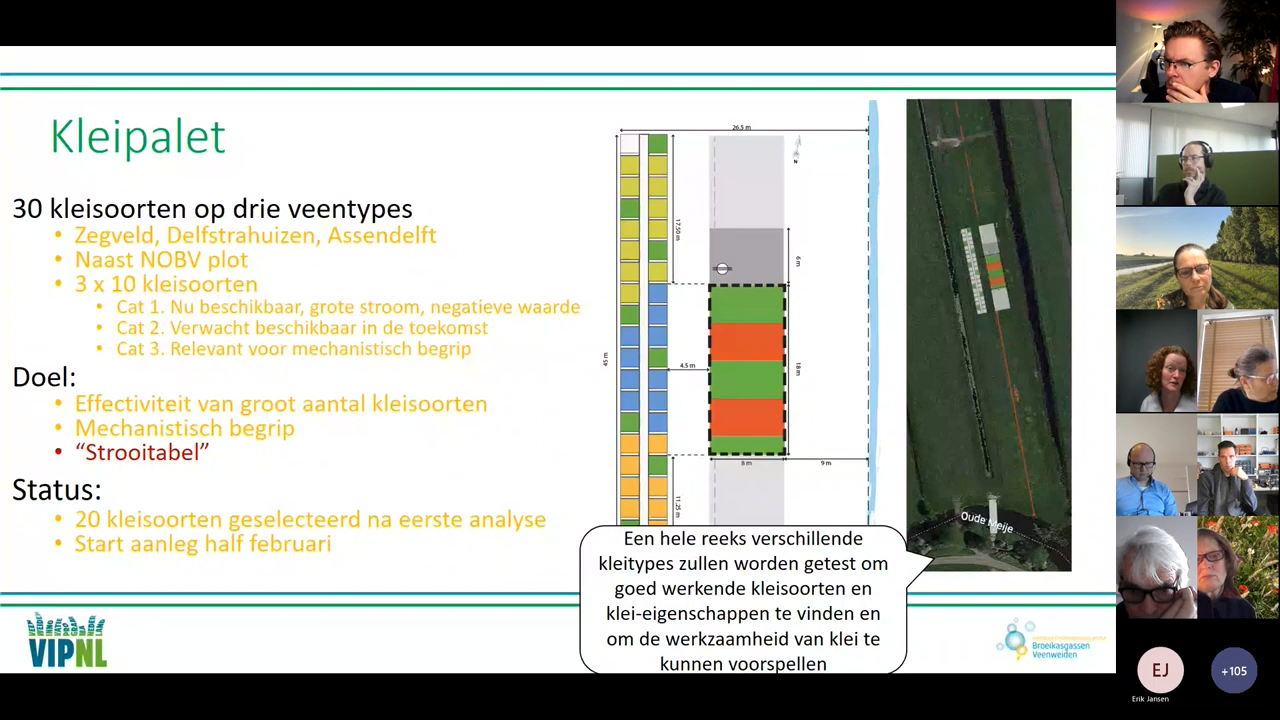 Kleipalet
30 kleisoorten op drie veentypes
• Zegveld, Delfstrahuizen, Assendelft
• Naast NOBV plot
• 3 x 10 kleisoorten
• Cat 1. Nu beschikbaar, grote stroom, negatieve waarde
• Cat 2. Verwacht beschikbaar in de toekomst
• Cat 3. Relevant voor mechanistisch begrip
Doel:
• Effectiviteit van groot aantal kleisoorten
• Mechanistisch begrip
• “Strooitabel”
Status:
• 20 kleisoorten geselecteerd na eerste analyse
• Start aanleg half februari
26.5 m
N
17.50 m
6 m
45 m
4.5 m
18 m
8 m
9 m
11.25 m
Oude Meije
Een hele reeks verschillende
kleitypes zullen worden getest om
goed werkende kleisoorten en
klei-eigenschappen te vinden en
om de werkzaamheid van klei te
kunnen voorspellen
VIPNL
Broeikasgassen
Veenweiden
EJ
+105
Erik Jansen